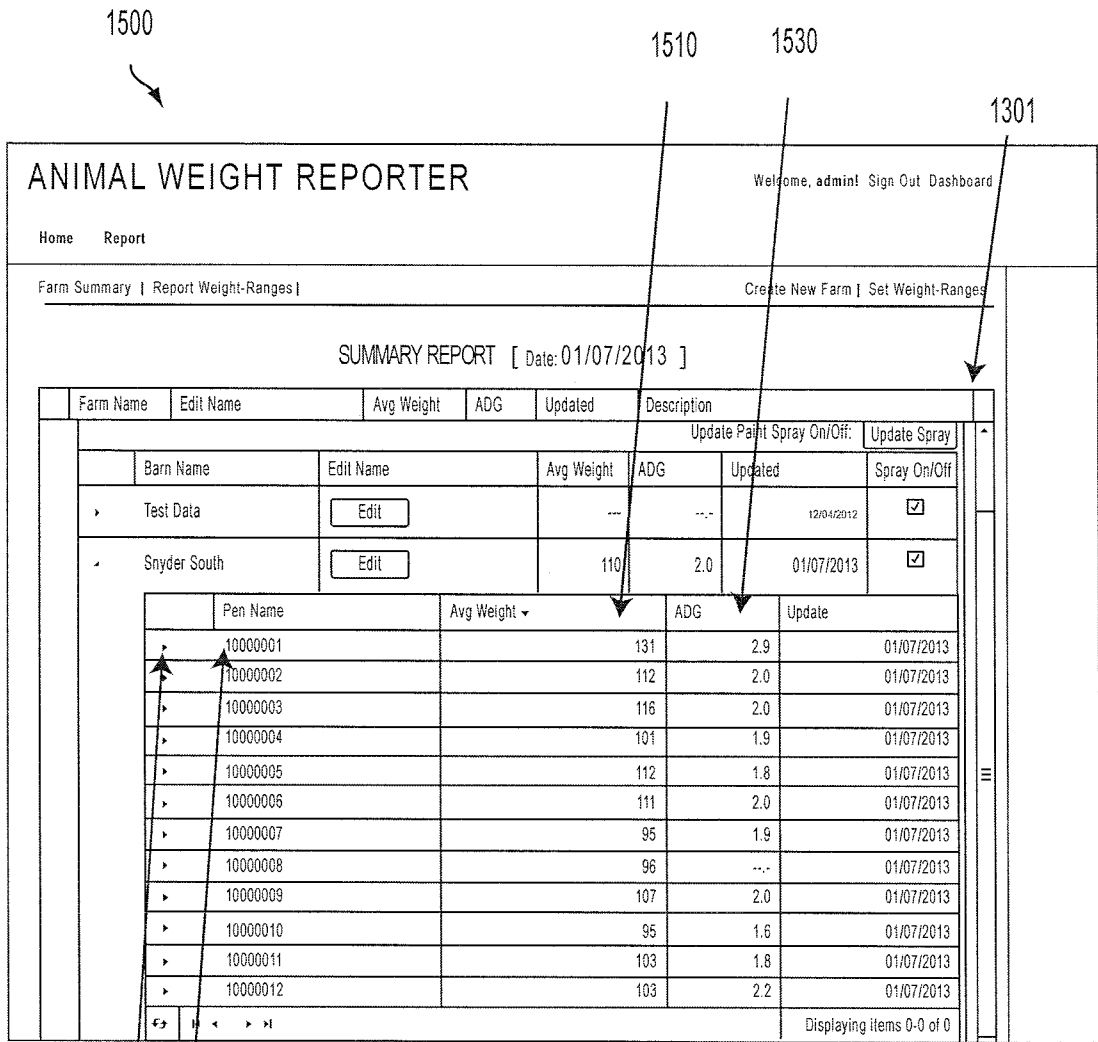 1500
1510
1530
1301
ANIMAL WEIGHT REPORTER
Welcome, admin! Sign Out Dashboard
Home Report
Farm Summary | Report Weight-Ranges |
Create New Farm | Set Weight-Ranges
SUMMARY REPORT [ Date: 01/07/2013 ]
Farm Name Edit Name Avg Weight ADG Updated Description
Update Paint Spray On/Off: Update Spray
Barn Name Edit Name Avg Weight ADG Updated Spray On/Off
Test Data Edit --- --.- 12/04/2012
Snyder South Edit 110 2.0 01/07/2013
Pen Name Avg Weight ADG Update
10000001 131 2.9 01/07/2013
10000002 112 2.0 01/07/2013
10000003 116 2.0 01/07/2013
10000004 101 1.9 01/07/2013
10000005 112 1.8 01/07/2013
10000006 111 2.0 01/07/2013
10000007 95 1.9 01/07/2013
10000008 96 --.- 01/07/2013
10000009 107 2.0 01/07/2013
10000010 95 1.6 01/07/2013
10000011 103 1.8 01/07/2013
10000012 103 2.2 01/07/2013
Displaying items 0-0 of 0